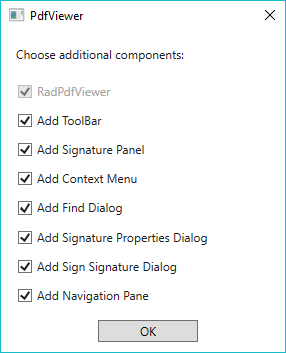 PdfViewer
Choose additional components:
RadPdfViewer
Add ToolBar
Add Signature Panel
Add Context Menu
Add Find Dialog
Add Signature Properties Dialog
Add Sign Signature Dialog
Add Navigation Pane
OK